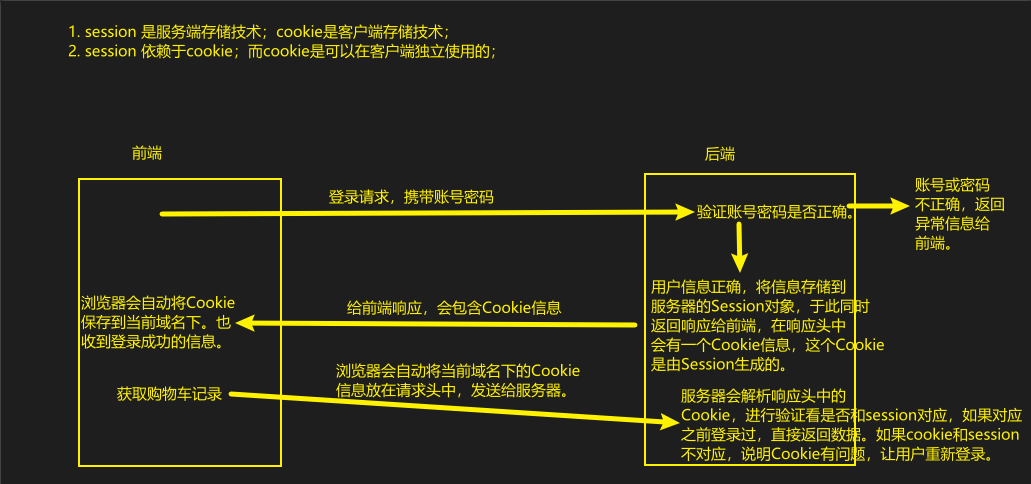 1. session 是服务端存储技术；cookie是客户端存储技术；
2. session 依赖于cookie；而cookie是可以在客户端独立使用的；
前端
后端
登录请求，携带账号密码
验证账号密码是否正确。
账号或密码
不正确，返回
异常信息给
前端。
用户信息正确，将信息存储到
服务器的Session对象，于此同时
返回响应给前端，在响应头中
会有一个Cookie信息，这个Cookie
是由Session生成的。
给前端响应，会包含Cookie信息
浏览器会自动将Cookie
保存到当前域名下。也
收到登录成功的信息。
浏览器会自动将当前域名下的Cookie
信息放在请求头中，发送给服务器。
获取购物车记录
服务器会解析响应头中的
Cookie，进行验证看是否和session对应，如果对应
之前登录过，直接返回数据。如果cookie和session
不对应，说明Cookie有问题，让用户重新登录。